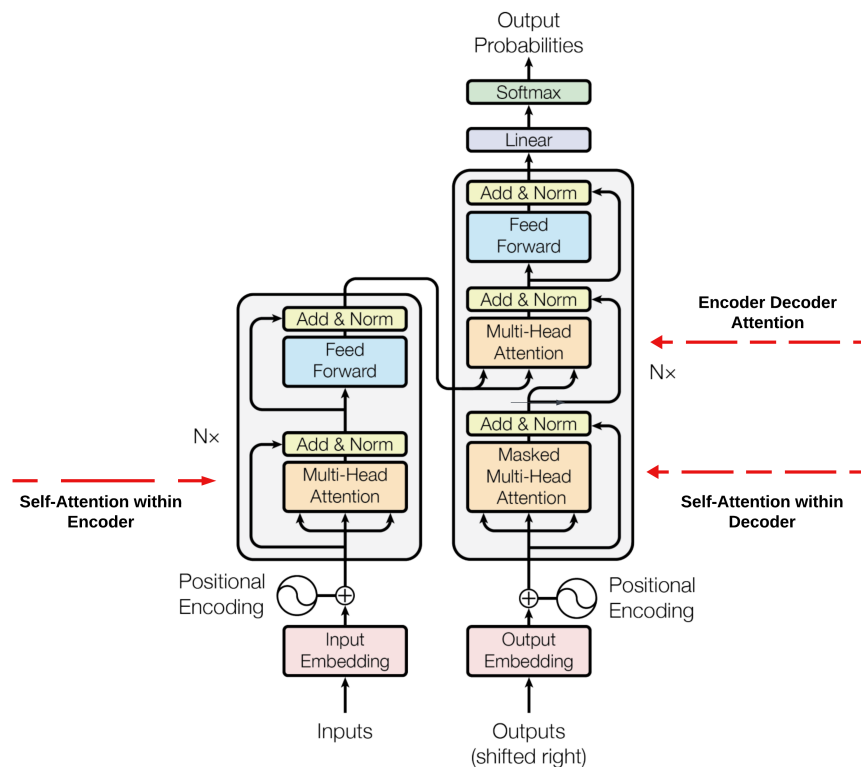 Output
Probabilities
Softmax
Linear
Add & Norm
Feed
Forward
Add & Norm
Multi-Head
Attention
Nx
Add & Norm
Masked
Multi-Head
Attention
Encoder Decoder
Attention
Self-Attention within
Decoder
Add & Norm
Feed
Forward
Nx
Add & Norm
Multi-Head
Attention
Self-Attention within
Encoder
Positional
Encoding
Positional
Encoding
Input
Embedding
Output
Embedding
Inputs
Outputs
(shifted right)